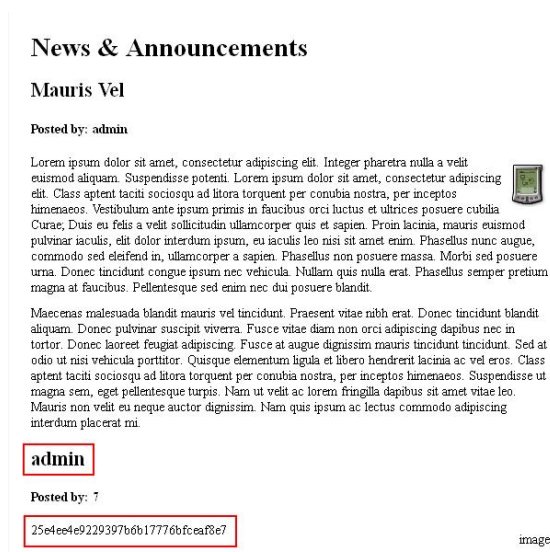 News & Announcements
Mauris Vel
Posted by: admin
Lorem ipsum dolor sit amet, consectetur adipiscing elit. Integer pharetra nulla a velit
euismod aliquam. Suspendisse potenti. Lorem ipsum dolor sit amet, consectetur adipiscing
elit. Class aptent taciti sociosqu ad litora torquent per conubia nostra, per inceptos
himenaeos. Vestibulum ante ipsum primis in faucibus orci luctus et ultrices posuere cubilia
Curae; Duis eu felis a velit sollicitudin ullamcorper quis et sapien. Proin lacinia, mauris euismod
pulvinar iaculis, elit dolor interdum ipsum, eu iaculis leo nisi sit amet enim. Phasellus nunc augue,
commodo sed eleifend in, ullamcorper a sapien. Phasellus non posuere massa. Morbi sed posuere
urna. Donec tincidunt congue ipsum nec vehicula. Nullam quis nulla erat. Phasellus semper pretium
magna at faucibus. Pellentesque sed enim nec dui posuere blandit.
Maecenas malesuada blandit mauris vel tincidunt. Praesent vitae nibh erat. Donec tincidunt blandit
aliquam. Donec pulvinar suscipit viverra. Fusce vitae diam non orci adipiscing dapibus nec in
tortor. Donec laoreet feugiat adipiscing. Fusce at augue dignissim mauris tincidunt tincidunt. Sed at
odio ut nisi vehicula porttitor. Quisque elementum ligula et libero hendrerit lacinia ac vel eros. Class
aptent taciti sociosqu ad litora torquent per conubia nostra, per inceptos himenaeos. Suspendisse ut
magna sem, eget pellentesque turpis. Nam ut velit ac lorem fringilla dapibus sit amet vitae leo.
Mauris non velit eu neque auctor dignissim. Nam quis ipsum ac lectus commodo adipiscing
interdum placerat mi.
admin
Posted by: 7
25e4ee4e9229397b6b17776bfceaf8e7
image